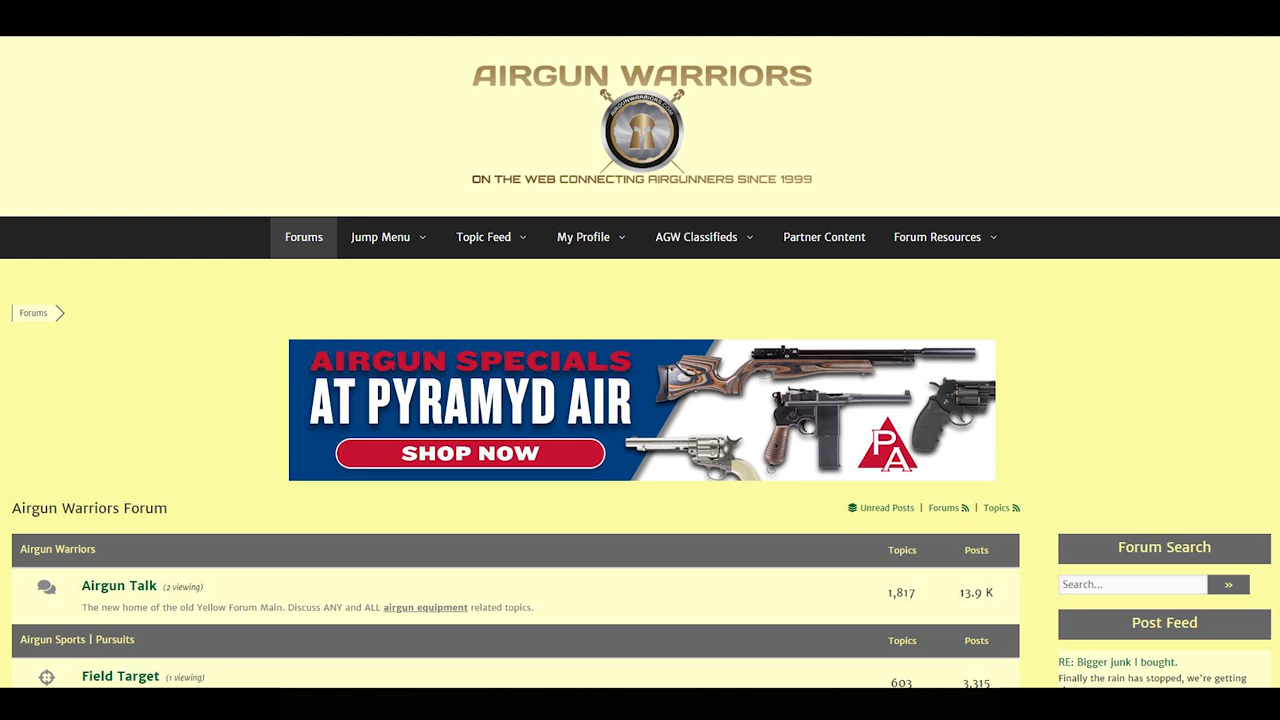 AIRGUN WARRIORS
AIRGUNWARRIORS.COM
ON THE WEB CONNECTING AIRGUNNERS SINCE 1999
Forums Jump Menu Topic Feed My Profile AGW Classifieds Partner Content Forum Resources
Forums
AIRGUN SPECIALS
AT PYRAMYD AIR
SHOP NOW
PA
Airgun Warriors Forum
Unread Posts | Forums | Topics
Airgun Warriors Topics Posts
Airgun Talk (2 viewing)
The new home of the old Yellow Forum Main. Discuss ANY and ALL airgun equipment related topics.
1,817 13.9 K
Airgun Sports | Pursuits Topics Posts
Field Target (1 viewing)
603 3,315
Forum Search
Search... »
Post Feed
RE: Bigger junk I bought.
Finally the rain has stopped, we're getting